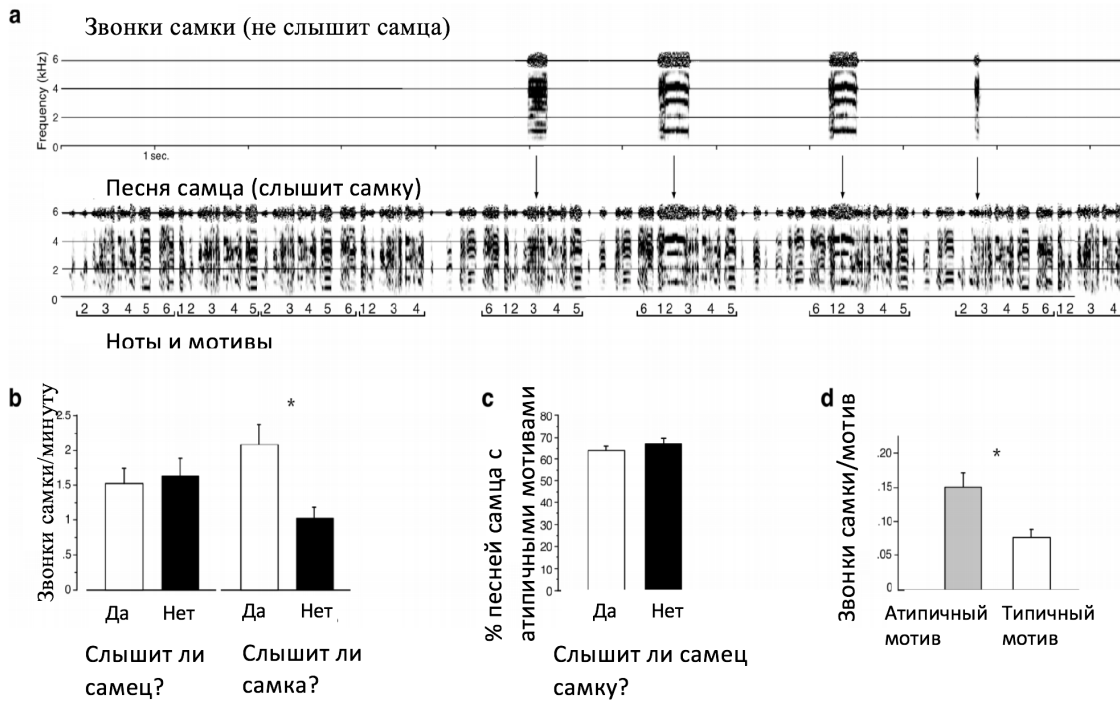 a
Звонки самки (не слышит самца)
Frequency (kHz)
6
4
2
0
1 sec.
Песня самца (слышит самку)
6
4
2
0
2 3 4 5 6 12 3 4 5 2 3 4 5 6 12 3 4 6 12 3 4 5 6 12 3 4 5 6 12 3 4 5 2 3 4 5 6 12 3 4 5
Ноты и мотивы
b
Звонки самки/минуту
2.5
2
1.5
1
.5
0
*
Да Нет Да Нет
Слышит ли
самец?
Слышит ли
самка?
c
% песней самца с
атипичными мотивами
80
70
60
50
40
30
20
10
0
Да Нет
Слышит ли самец
самку?
d
Звонки самки/мотив
.20
.15
.10
.05
0
*
Атипичный
мотив
Типичный
мотив